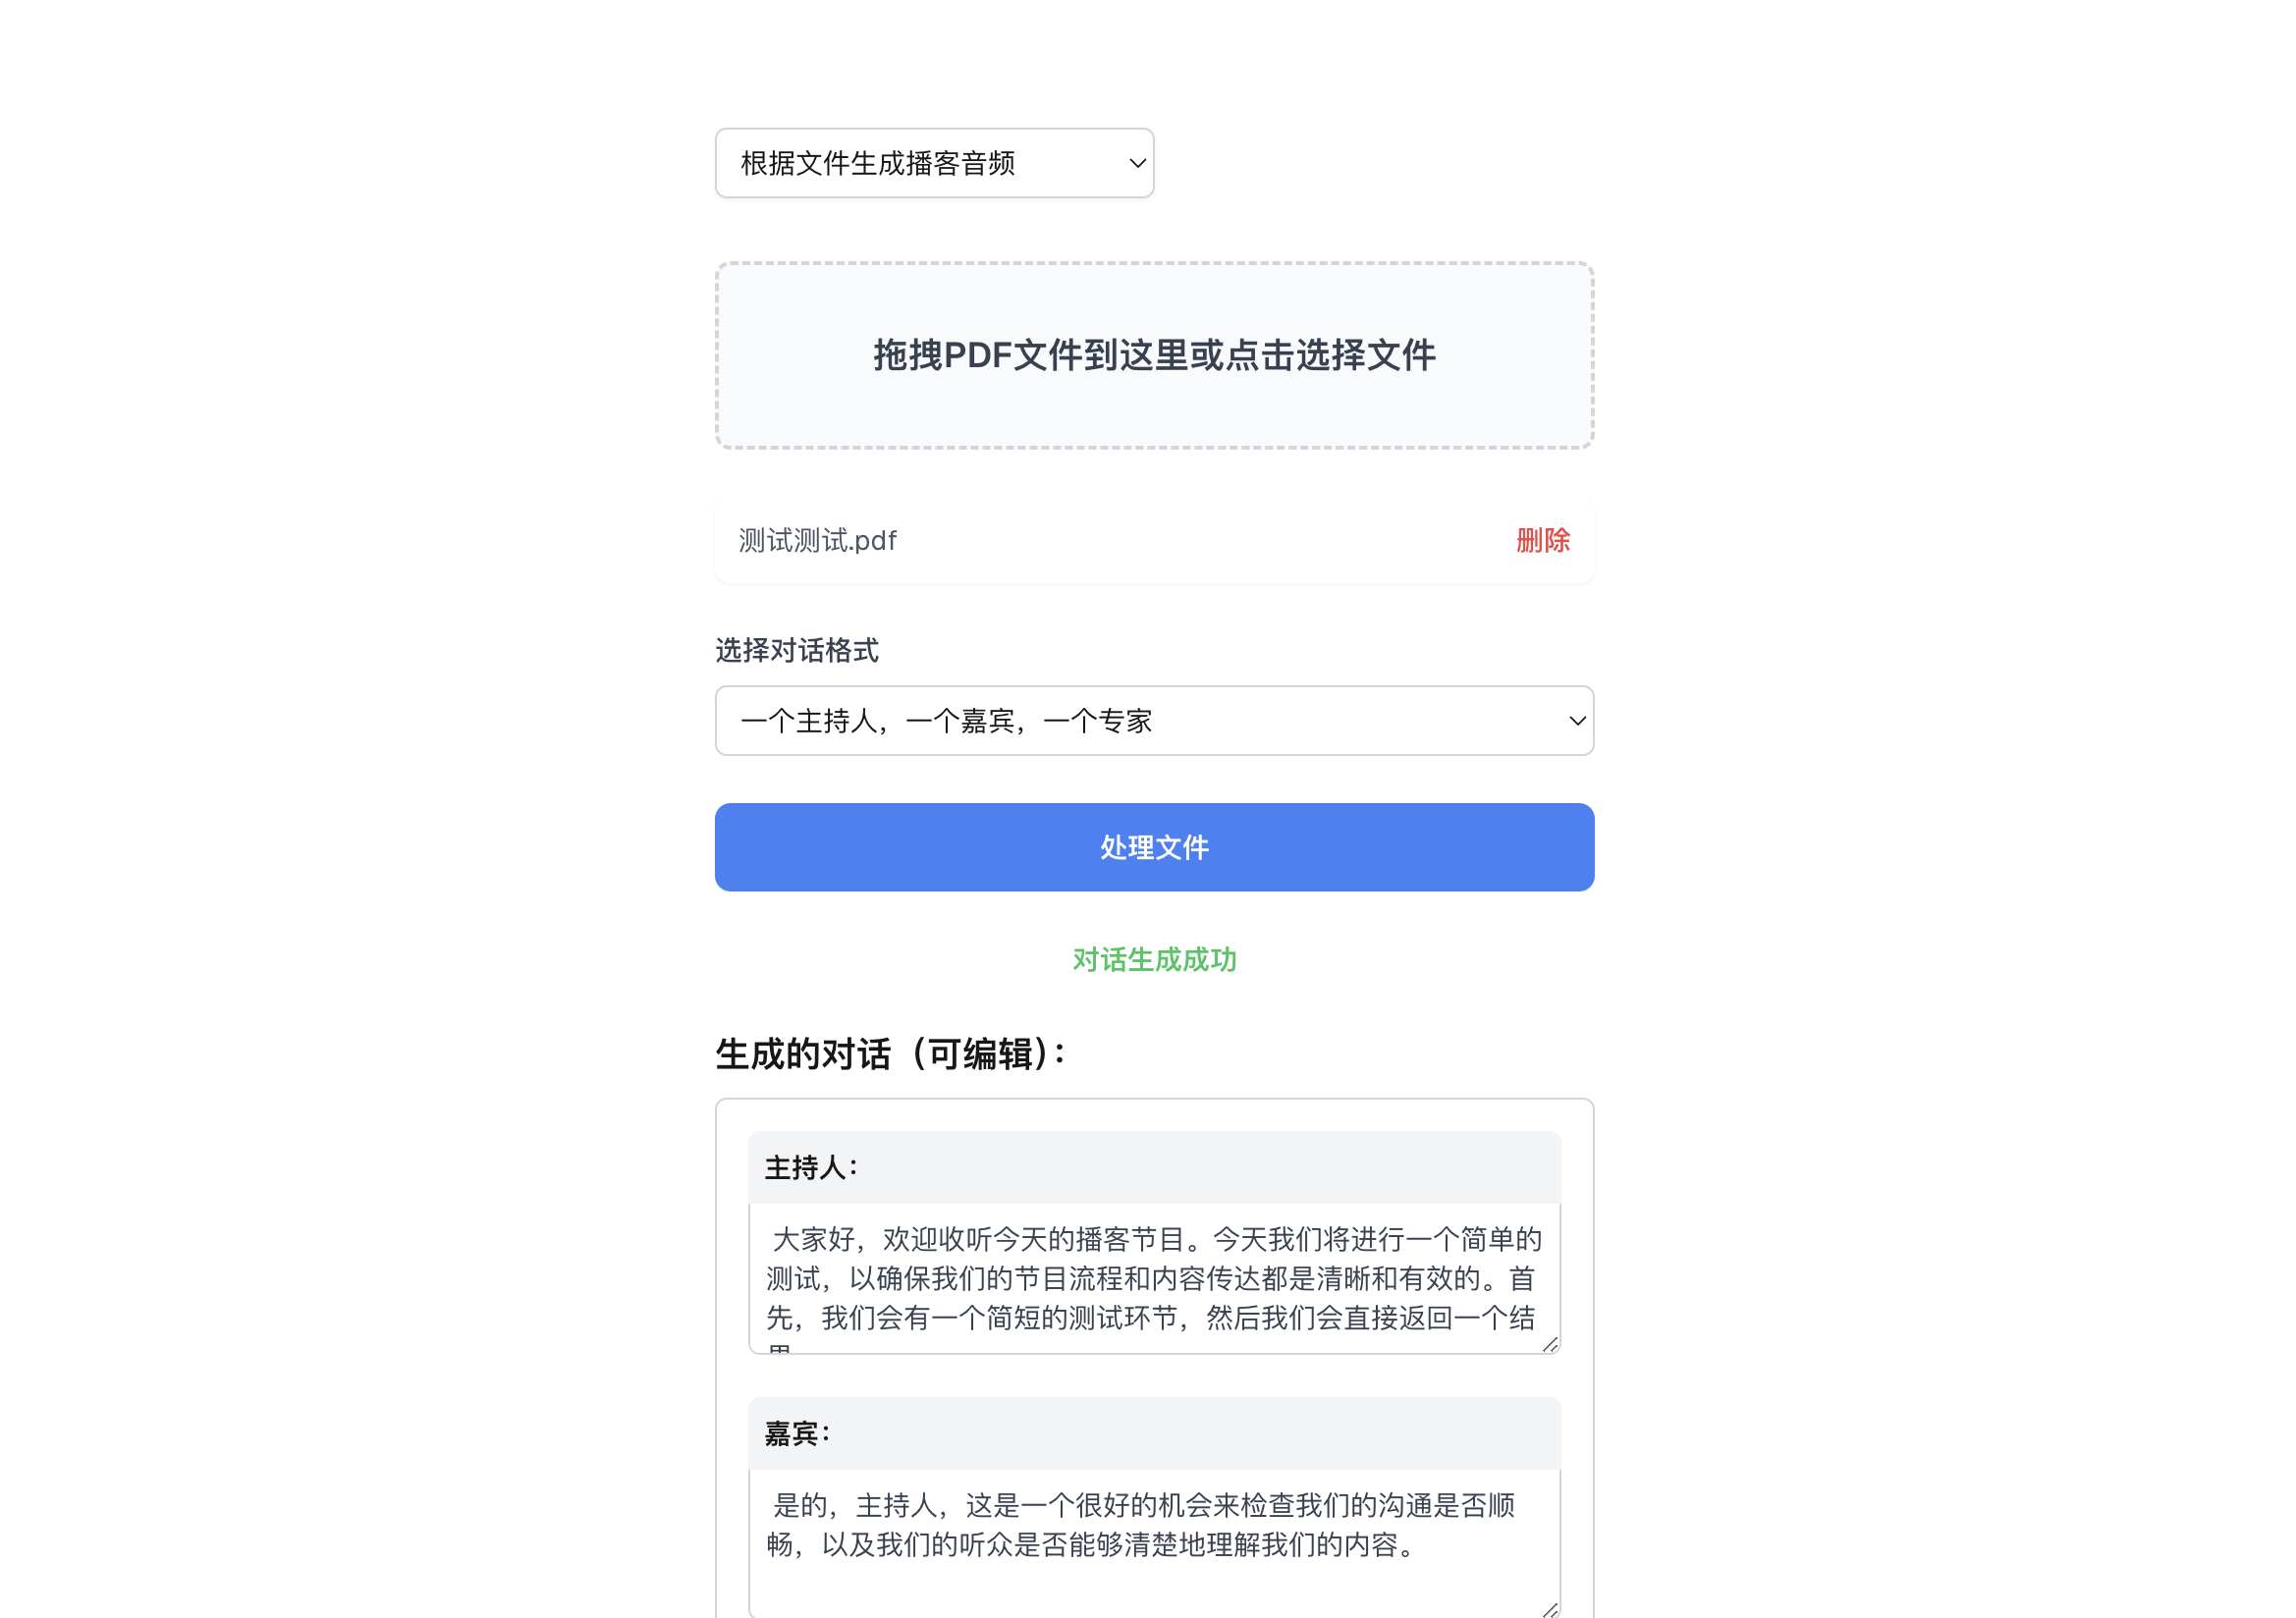 根据文件生成播客音频
拖拽PDF文件到这里或点击选择文件
测试测试.pdf
删除
选择对话格式
一个主持人，一个嘉宾，一个专家
处理文件
对话生成成功
生成的对话（可编辑）：
主持人：
大家好，欢迎收听今天的播客节目。今天我们将进行一个简单的
测试，以确保我们的节目流程和内容传达都是清晰和有效的。首
先，我们会有一个简短的测试环节，然后我们会直接返回一个结
嘉宾：
是的，主持人，这是一个很好的机会来检查我们的沟通是否顺
畅，以及我们的听众是否能够清楚地理解我们的内容。